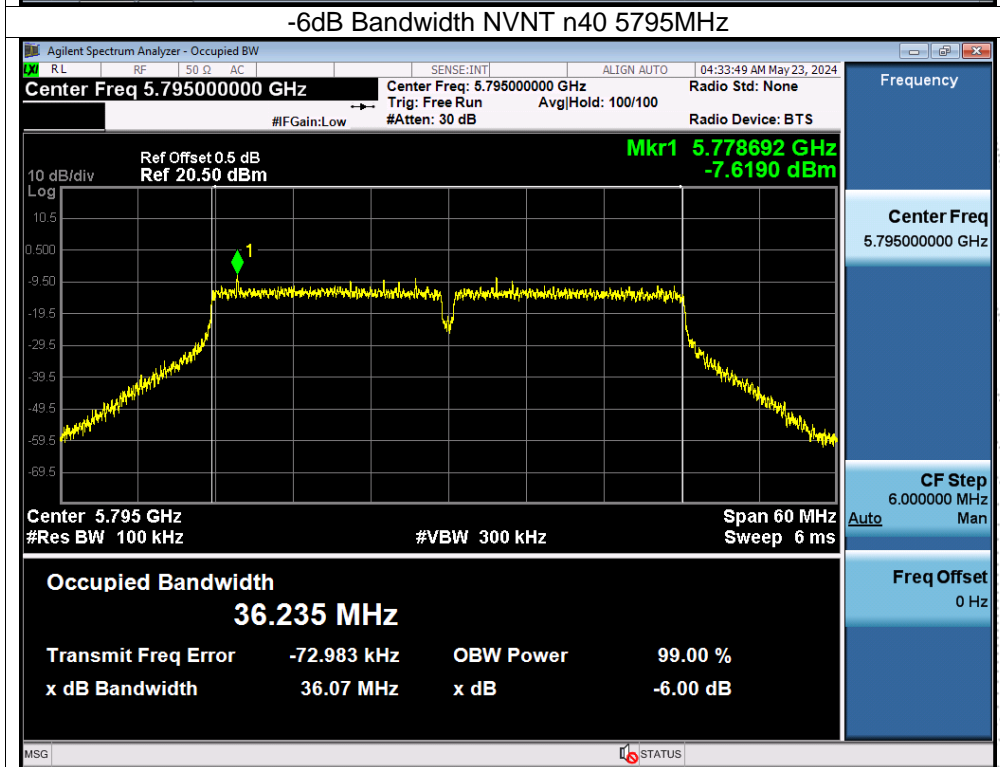 -6dB Bandwidth NVNT n40 5795MHz
Agilent Spectrum Analyzer - Occupied BW
LXI RL RF 50 Ω AC SENSE:INT ALIGN AUTO 04:33:49 AM May 23, 2024
Center Freq 5.795000000 GHz
Center Freq: 5.795000000 GHz Radio Std: None
Trig: Free Run Avg|Hold: 100/100
#IFGain:Low #Atten: 30 dB Radio Device: BTS
Frequency
Mkr1 5.778692 GHz
-7.6190 dBm
Ref Offset 0.5 dB
10 dB/div Ref 20.50 dBm
Log
10.5
0.500
-9.50
-19.5
-29.5
-39.5
-49.5
-59.5
-69.5
1
Center 5.795 GHz Span 60 MHz
#Res BW 100 kHz #VBW 300 kHz Sweep 6 ms
Center Freq
5.795000000 GHz
CF Step
6.000000 MHz
Auto Man
Freq Offset
0 Hz
Occupied Bandwidth
36.235 MHz
Transmit Freq Error -72.983 kHz OBW Power 99.00 %
x dB Bandwidth 36.07 MHz x dB -6.00 dB
MSG STATUS